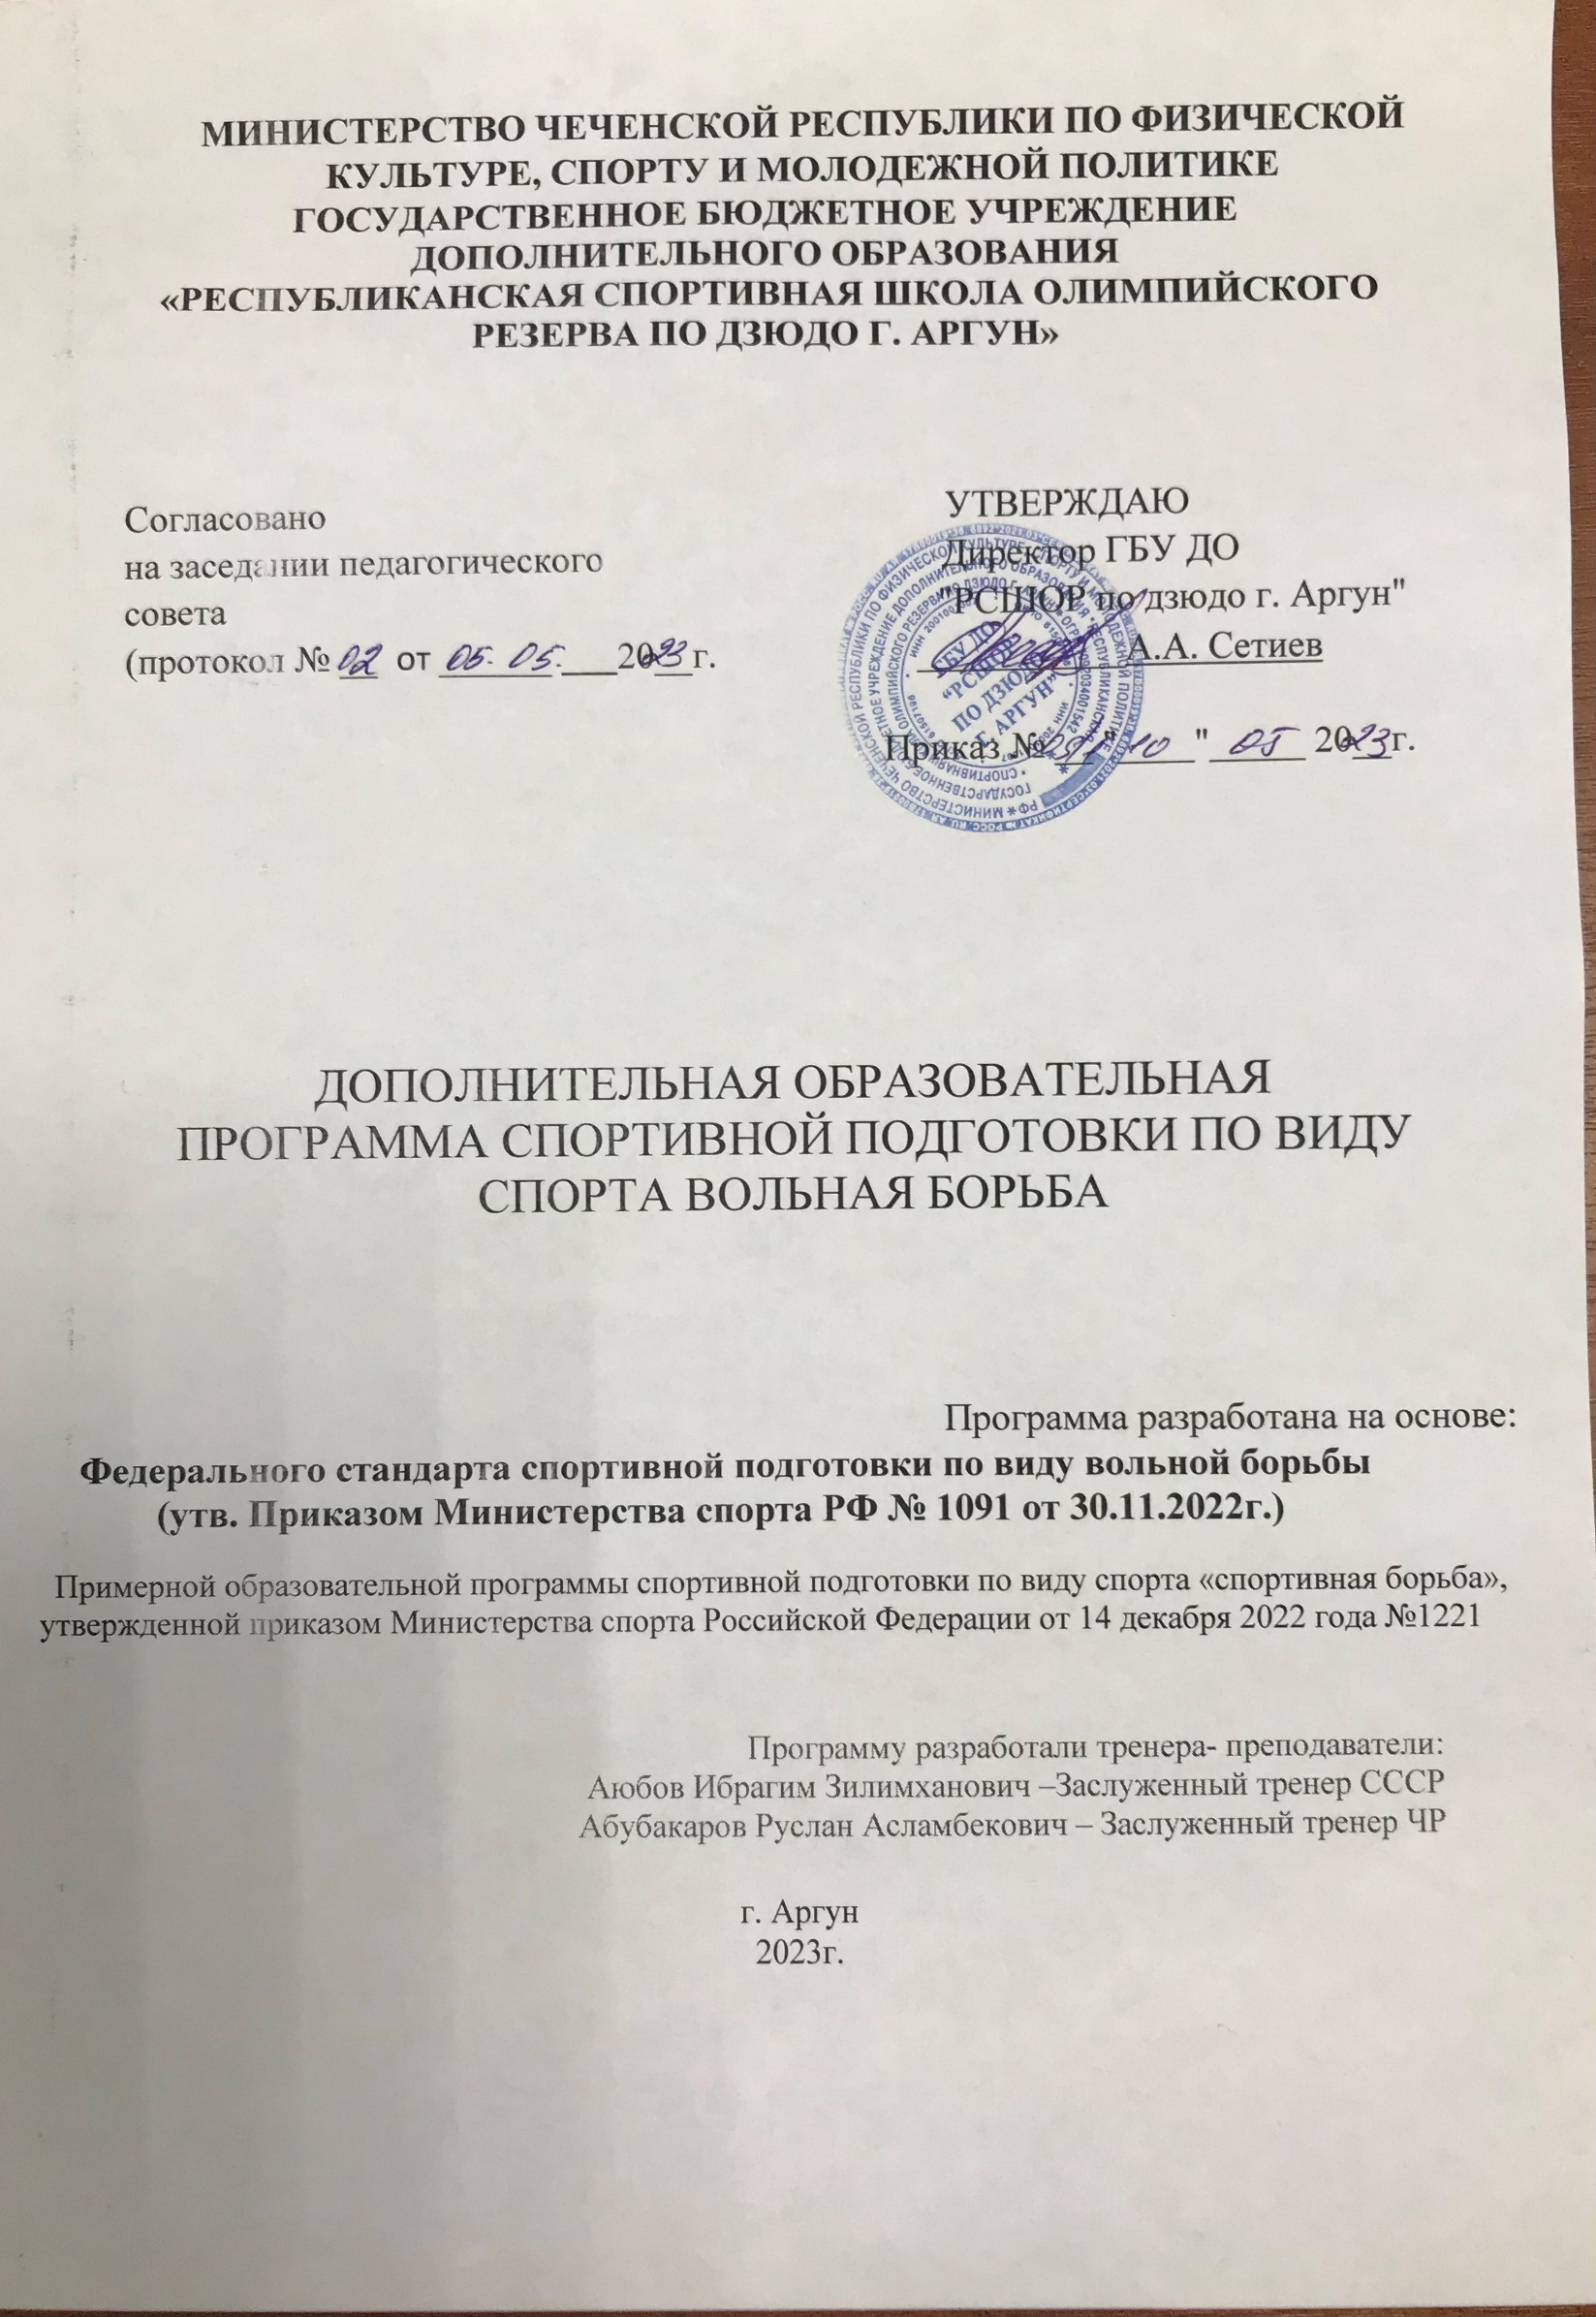 МИНИСТЕРСТВО ЧЕЧЕНСКОЙ РЕСПУБЛИКИ ПО ФИЗИЧЕСКОЙ
КУЛЬТУРЕ, СПОРТУ И МОЛОДЕЖНОЙ ПОЛИТИКЕ
ГОСУДАРСТВЕННОЕ БЮДЖЕТНОЕ УЧРЕЖДЕНИЕ
ДОПОЛНИТЕЛЬНОГО ОБРАЗОВАНИЯ
«РЕСПУБЛИКАНСКАЯ СПОРТИВНАЯ ШКОЛА ОЛИМПИЙСКОГО
РЕЗЕРВА ПО ДЗЮДО Г. АРГУН»
Согласовано
на заседании педагогического
совета
(протокол № 02 от 05. 05. 2023 г.
УТВЕРЖДАЮ
Директор ГБУ ДО
"РСШОР по дзюдо г. Аргун"
А.А. Сетиев
Приказ № "10" 05 2023г.
ГБУ ДО
“РСШОР
ПО ДЗЮДО
Г. АРГУН”
ДОПОЛНИТЕЛЬНАЯ ОБРАЗОВАТЕЛЬНАЯ
ПРОГРАММА СПОРТИВНОЙ ПОДГОТОВКИ ПО ВИДУ
СПОРТА ВОЛЬНАЯ БОРЬБА
Программа разработана на основе:
Федерального стандарта спортивной подготовки по виду вольной борьбы
(утв. Приказом Министерства спорта РФ № 1091 от 30.11.2022г.)
Примерной образовательной программы спортивной подготовки по виду спорта «спортивная борьба»,
утвержденной приказом Министерства спорта Российской Федерации от 14 декабря 2022 года №1221
Программу разработали тренера- преподаватели:
Аюбов Ибрагим Зилимханович –Заслуженный тренер СССР
Абубакаров Руслан Асламбекович – Заслуженный тренер ЧР
г. Аргун
2023г.